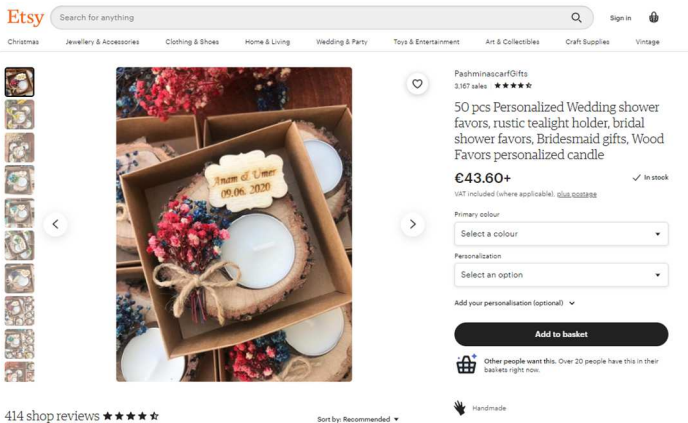 Etsy
Search for anything
Sign in
Christmas
Jewellery & Accessories
Clothing & Shoes
Home & Living
Wedding & Party
Toys & Entertainment
Art & Collectibles
Craft Supplies
Vintage
Anam & Umer
09.06. 2020
PashminascarfGifts
3,167 sales
50 pcs Personalized Wedding shower
favors, rustic tealight holder, bridal
shower favors, Bridesmaid gifts, Wood
Favors personalized candle
€43.60+
In stock
VAT included (where applicable), plus postage
Primary colour
Select a colour
Personalization
Select an option
Add your personalisation (optional)
Add to basket
Other people want this. Over 20 people have this in their
baskets right now.
Handmade
414 shop reviews
Sort by: Recommended